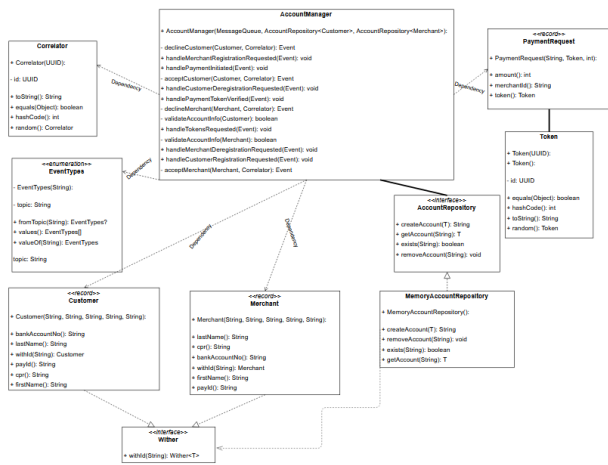 AccountManager
+ AccountManager(MessageQueue, AccountRepository<Customer>, AccountRepository<Merchant>):
- declineCustomer(Customer, Correlator): Event
+ handleMerchantRegistrationRequested(Event): void
+ handlePaymentInitiated(Event): void
- acceptCustomer(Customer, Correlator): Event
+ handleCustomerDeregistrationRequested(Event): void
+ handlePaymentTokenVerified(Event): void
- declineMerchant(Merchant, Correlator): Event
- validateAccountInfo(Customer): boolean
+ handleTokensRequested(Event): void
- validateAccountInfo(Merchant): boolean
+ handleMerchantDeregistrationRequested(Event): void
+ handleCustomerRegistrationRequested(Event): void
- acceptMerchant(Merchant, Correlator): Event
Correlator
+ Correlator(UUID):
- id: UUID
+ toString(): String
+ equals(Object): boolean
+ hashCode(): int
+ random(): Correlator
Dependency
Dependency
<<record>>
PaymentRequest
+ PaymentRequest(String, Token, int):
+ amount(): int
+ merchantId(): String
+ token(): Token
Token
+ Token(UUID):
+ Token():
- id: UUID
+ equals(Object): boolean
+ hashCode(): int
+ toString(): String
+ random(): Token
<<enumeration>>
EventTypes
- EventTypes(String):
- topic: String
+ fromTopic(String): EventTypes?
+ values(): EventTypes[]
+ valueOf(String): EventTypes
topic: String
Dependency
Dependency
Dependency
<<interface>>
AccountRepository
+ createAccount(T): String
+ getAccount(String): T
+ exists(String): boolean
+ removeAccount(String): void
<<record>>
Customer
+ Customer(String, String, String, String, String):
+ bankAccountNo(): String
+ lastName(): String
+ withId(String): Customer
+ payId(): String
+ cpr(): String
+ firstName(): String
<<record>>
Merchant
+ Merchant(String, String, String, String, String):
+ lastName(): String
+ cpr(): String
+ bankAccountNo(): String
+ withId(String): Merchant
+ firstName(): String
+ payId(): String
MemoryAccountRepository
+ MemoryAccountRepository():
+ createAccount(T): String
+ removeAccount(String): void
+ exists(String): boolean
+ getAccount(String): T
<<interface>>
Wither
+ withId(String): Wither<T>